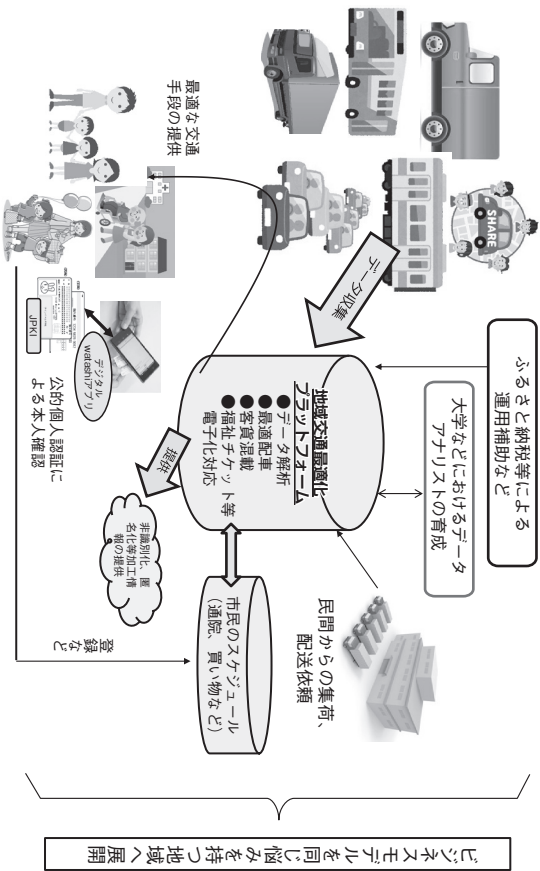 ふるさと納税等による
運用補助など
大学などにおけるデータ
アナリストの育成
民間からの集荷、
配送依頼
SHARE
データ収集
地域交通最適化
プラットフォーム
●データ解析
●最適配車
●客貨混載
●福祉チケット等
電子化対応
市民のスケジュール
（通院、買い物など）
提供
非識別化、匿
名化等加工情
報の提供
最適な交通
手段の提供
デジタル
watashiアプリ
JPKI
公的個人認証に
よる本人確認
登録など
ビジネスモデルを同じ悩みを持つ地域へ展開